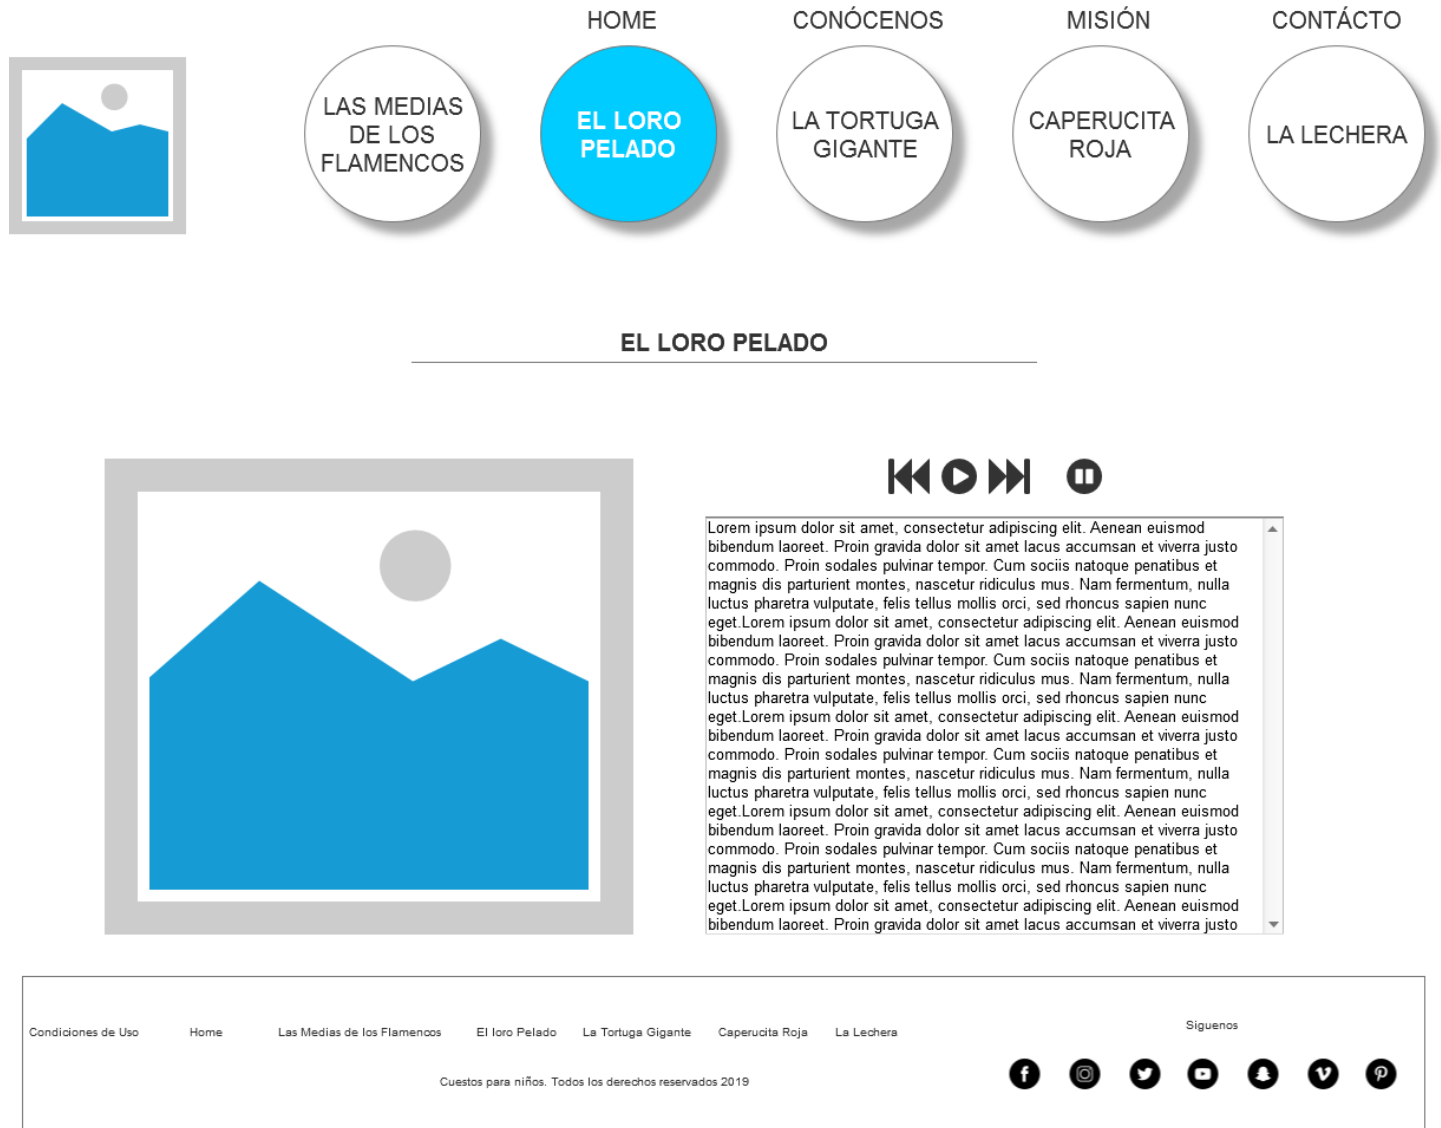 HOME
CONÓCENOS
MISIÓN
CONTÁCTO
LAS MEDIAS
DE LOS
FLAMENCOS
EL LORO
PELADO
LA TORTUGA
GIGANTE
CAPERUCITA
ROJA
LA LECHERA
EL LORO PELADO
Lorem ipsum dolor sit amet, consectetur adipiscing elit. Aenean euismod
bibendum laoreet. Proin gravida dolor sit amet lacus accumsan et viverra justo
commodo. Proin sodales pulvinar tempor. Cum sociis natoque penatibus et
magnis dis parturient montes, nascetur ridiculus mus. Nam fermentum, nulla
luctus pharetra vulputate, felis tellus mollis orci, sed rhoncus sapien nunc
eget.Lorem ipsum dolor sit amet, consectetur adipiscing elit. Aenean euismod
bibendum laoreet. Proin gravida dolor sit amet lacus accumsan et viverra justo
commodo. Proin sodales pulvinar tempor. Cum sociis natoque penatibus et
magnis dis parturient montes, nascetur ridiculus mus. Nam fermentum, nulla
luctus pharetra vulputate, felis tellus mollis orci, sed rhoncus sapien nunc
eget.Lorem ipsum dolor sit amet, consectetur adipiscing elit. Aenean euismod
bibendum laoreet. Proin gravida dolor sit amet lacus accumsan et viverra justo
commodo. Proin sodales pulvinar tempor. Cum sociis natoque penatibus et
magnis dis parturient montes, nascetur ridiculus mus. Nam fermentum, nulla
luctus pharetra vulputate, felis tellus mollis orci, sed rhoncus sapien nunc
eget.Lorem ipsum dolor sit amet, consectetur adipiscing elit. Aenean euismod
bibendum laoreet. Proin gravida dolor sit amet lacus accumsan et viverra justo
commodo. Proin sodales pulvinar tempor. Cum sociis natoque penatibus et
magnis dis parturient montes, nascetur ridiculus mus. Nam fermentum, nulla
luctus pharetra vulputate, felis tellus mollis orci, sed rhoncus sapien nunc
eget.Lorem ipsum dolor sit amet, consectetur adipiscing elit. Aenean euismod
bibendum laoreet. Proin gravida dolor sit amet lacus accumsan et viverra justo
Condiciones de Uso
Home
Las Medias de los Flamencos
El loro Pelado
La Tortuga Gigante
Caperucita Roja
La Lechera
Siguenos
Cuestos para niños. Todos los derechos reservados 2019